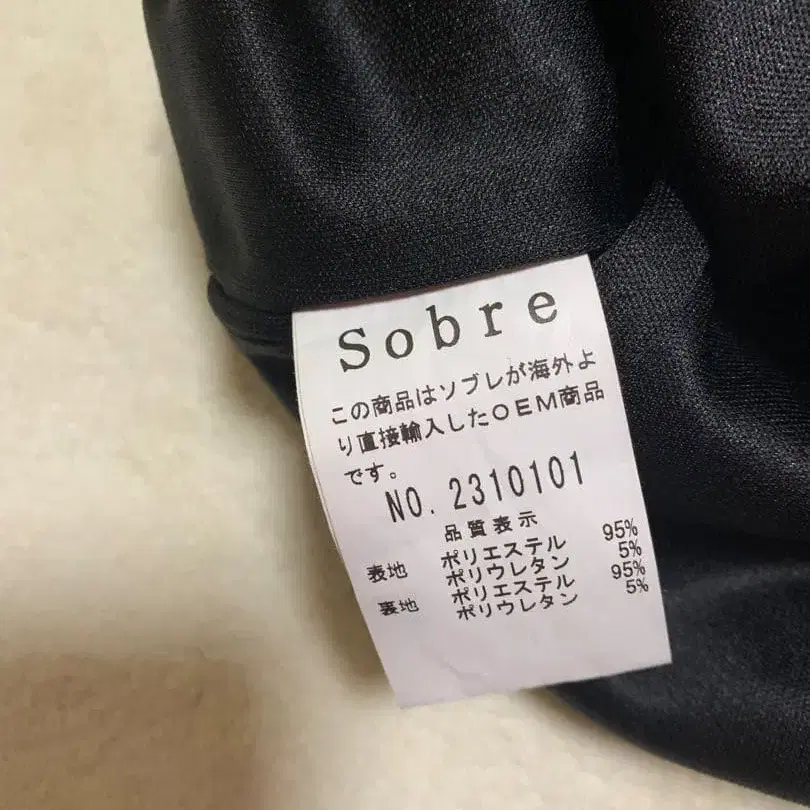 Sobre
この商品はソブレが海外よ
り直接輸入したOEM商品
です。
NO. 2310101
品質表示
表地 ポリエステル 95%
ポリウレタン 5%
裏地 ポリエステル 95%
ポリウレタン 5%